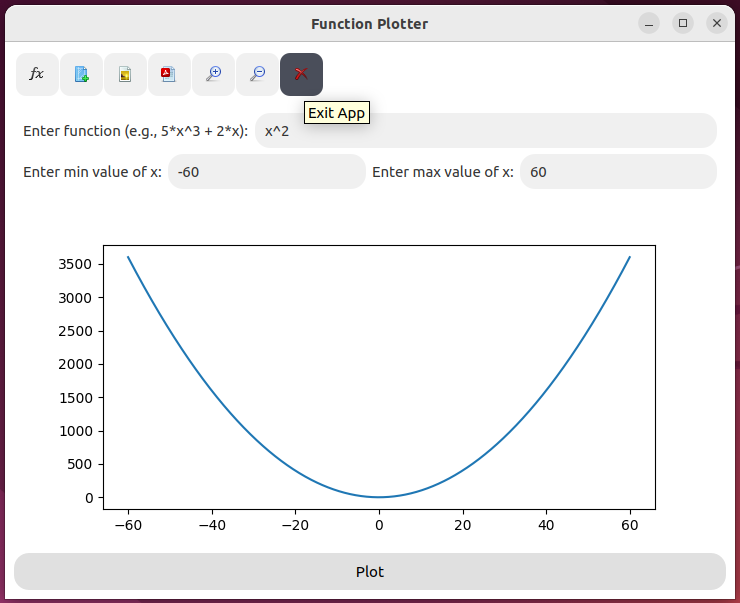 Function Plotter
fx
Exit App
Enter function (e.g., 5*x^3 + 2*x): x^2
Enter min value of x: -60 Enter max value of x: 60
3500
3000
2500
2000
1500
1000
500
0
−60 −40 −20 0 20 40 60
Plot